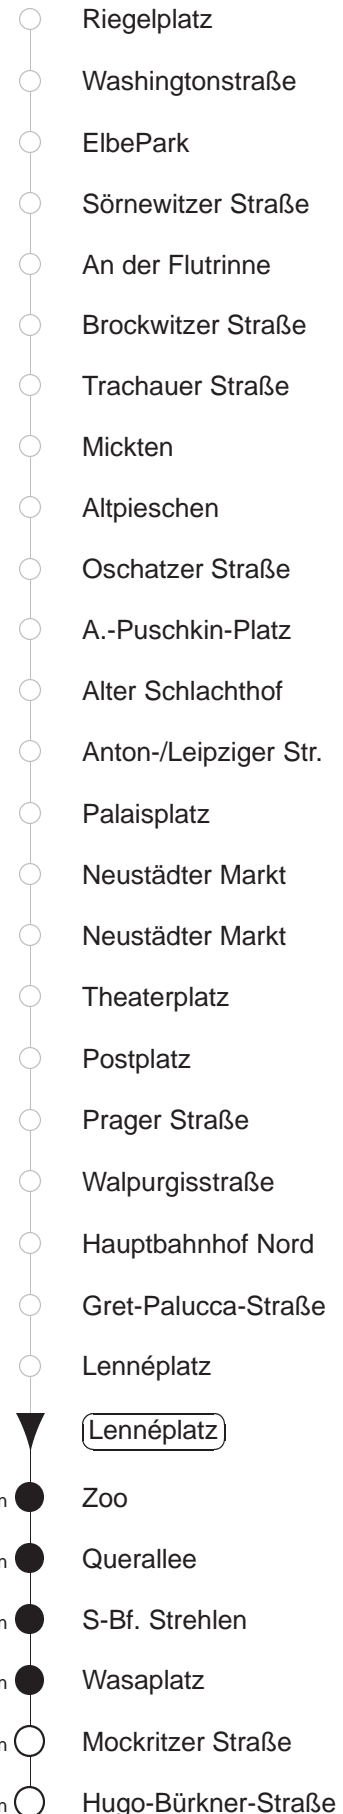 Riegelplatz
Washingtonstraße
ElbePark
Sörnewitzer Straße
An der Flutrinne
Brockwitzer Straße
Trachauer Straße
Mickten
Altpieschen
Oschatzer Straße
A.-Puschkin-Platz
Alter Schlachthof
Anton-/Leipziger Str.
Palaisplatz
Neustädter Markt
Neustädter Markt
Theaterplatz
Postplatz
Prager Straße
Walpurgisstraße
Hauptbahnhof Nord
Gret-Palucca-Straße
Lennéplatz
Lennéplatz
Zoo
Querallee
S-Bf. Strehlen
Wasaplatz
Mockritzer Straße
Hugo-Bürkner-Straße